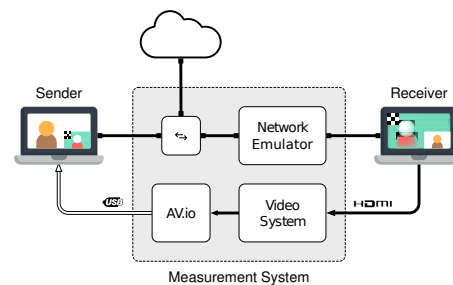 Sender
Receiver
Network
Emulator
AV.io
Video
System
USB
HDMI
Measurement System